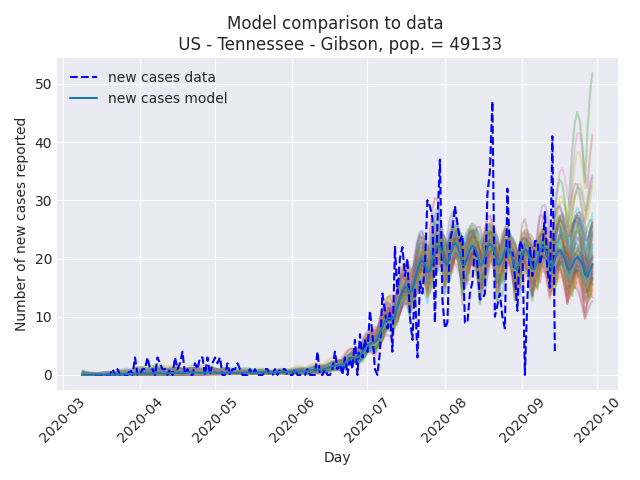 Model comparison to data
US - Tennessee - Gibson, pop. = 49133
new cases data
new cases model
Number of new cases reported
50
40
30
20
10
0
2020-03
2020-04
2020-05
2020-06
2020-07
2020-08
2020-09
2020-10
Day